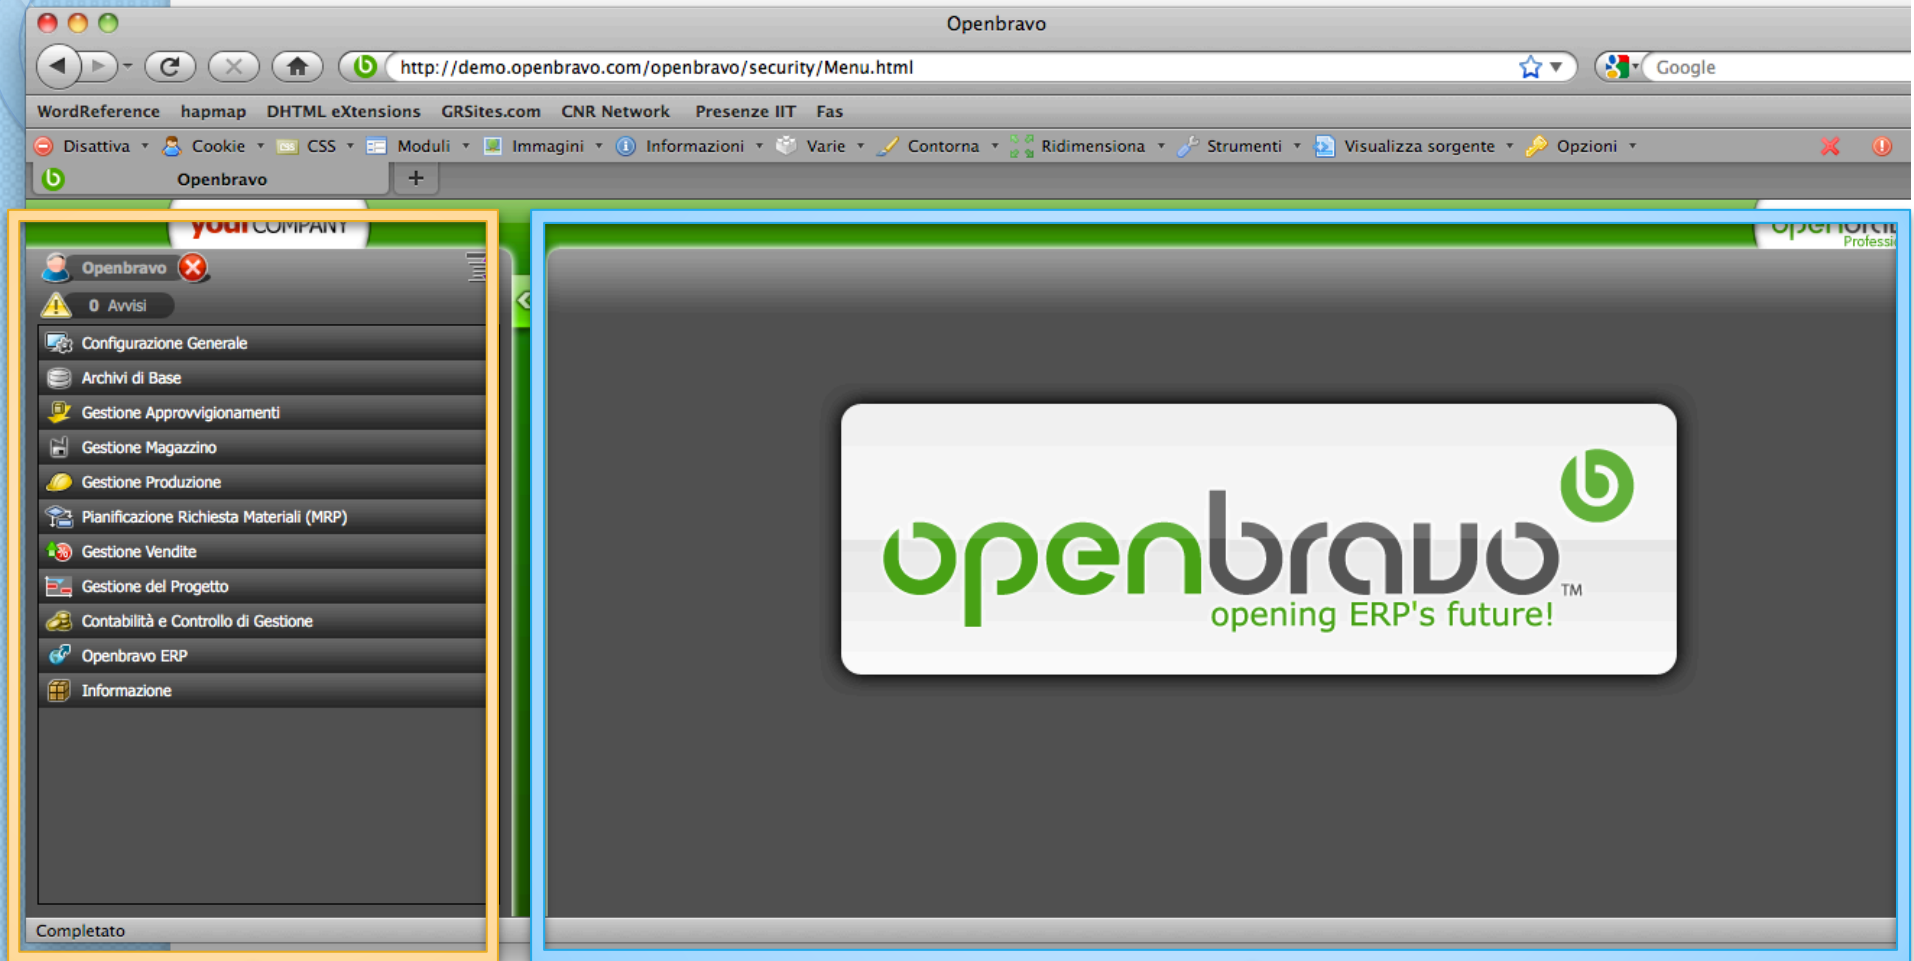 Openbravo
http://demo.openbravo.com/openbravo/security/Menu.html
Google
WordReference hapmap DHTML eXtensions GRSites.com CNR Network Presenze IIT Fas
Disattiva Cookie CSS Moduli Immagini Informazioni Varie Contorna Ridimensiona Strumenti Visualizza sorgente Opzioni
Openbravo
yourCOMPANY
Openbravo
0 Avvisi
Configurazione Generale
Archivi di Base
Gestione Approvvigionamenti
Gestione Magazzino
Gestione Produzione
Pianificazione Richiesta Materiali (MRP)
Gestione Vendite
Gestione del Progetto
Contabilità e Controllo di Gestione
Openbravo ERP
Informazione
openbravo TM
opening ERP's future!
Completato